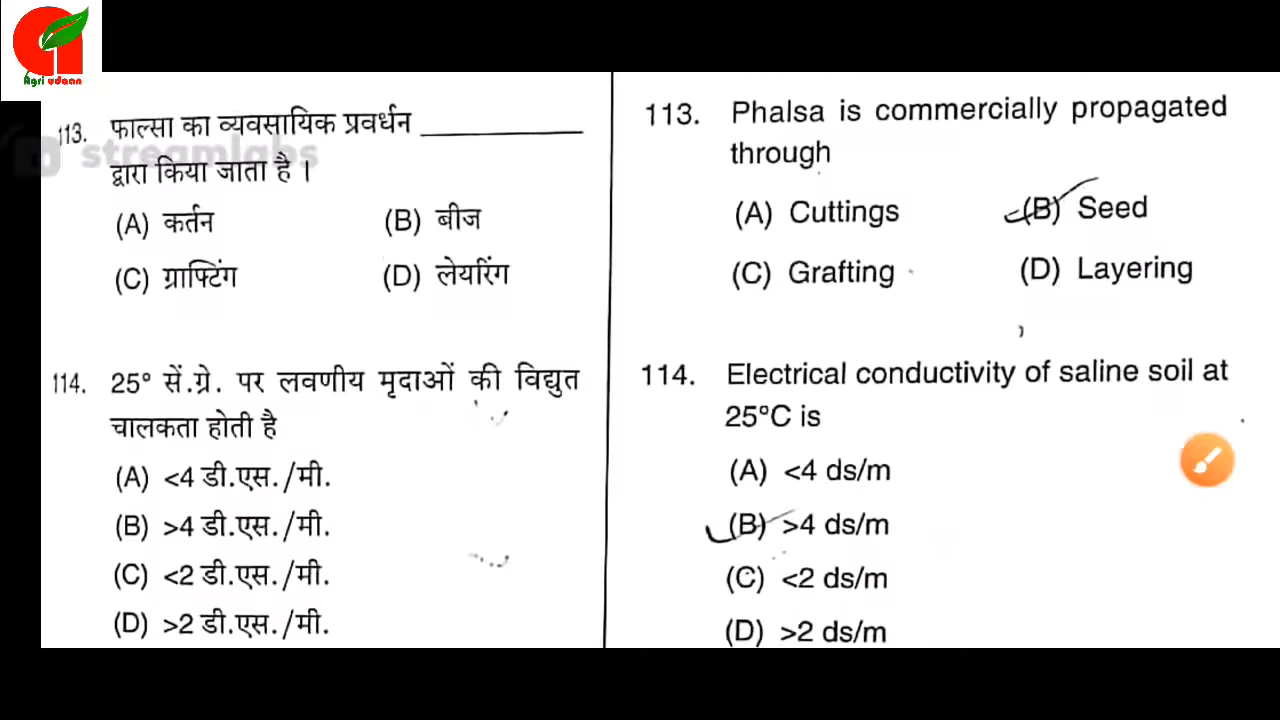 Agri udaan
streamlabs
113. फाल्सा का व्यवसायिक प्रवर्धन ____________
द्वारा किया जाता है ।
(A) कर्तन (B) बीज
(C) ग्राफ्टिंग (D) लेयरिंग
114. 25° सें.ग्रे. पर लवणीय मृदाओं की विद्युत
चालकता होती है
(A) <4 डी.एस./मी.
(B) >4 डी.एस./मी.
(C) <2 डी.एस./मी.
(D) >2 डी.एस./मी.
113. Phalsa is commercially propagated
through
(A) Cuttings (B) Seed
(C) Grafting (D) Layering
114. Electrical conductivity of saline soil at
25°C is
(A) <4 ds/m
(B) >4 ds/m
(C) <2 ds/m
(D) >2 ds/m